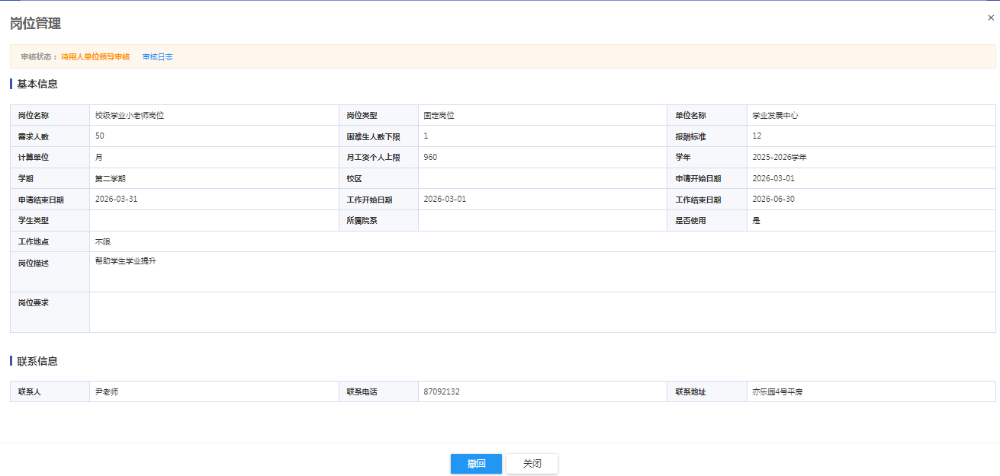 岗位管理
×
审核状态： 待用人单位领导审核 审核日志
基本信息
岗位名称 校级学业小老师岗位 岗位类型 固定岗位 单位名称 学业发展中心
需求人数 50 困难生人数下限 1 报酬标准 12
计算单位 月 月工资个人上限 960 学年 2025-2026学年
学期 第二学期 校区 申请开始日期 2026-03-01
申请结束日期 2026-03-31 工作开始日期 2026-03-01 工作结束日期 2026-06-30
学生类型 所属院系 是否使用 是
工作地点 不限
岗位描述 帮助学生学业提升
岗位要求
联系信息
联系人 尹老师 联系电话 87092132 联系地址 亦乐园4号平房
撤回 关闭